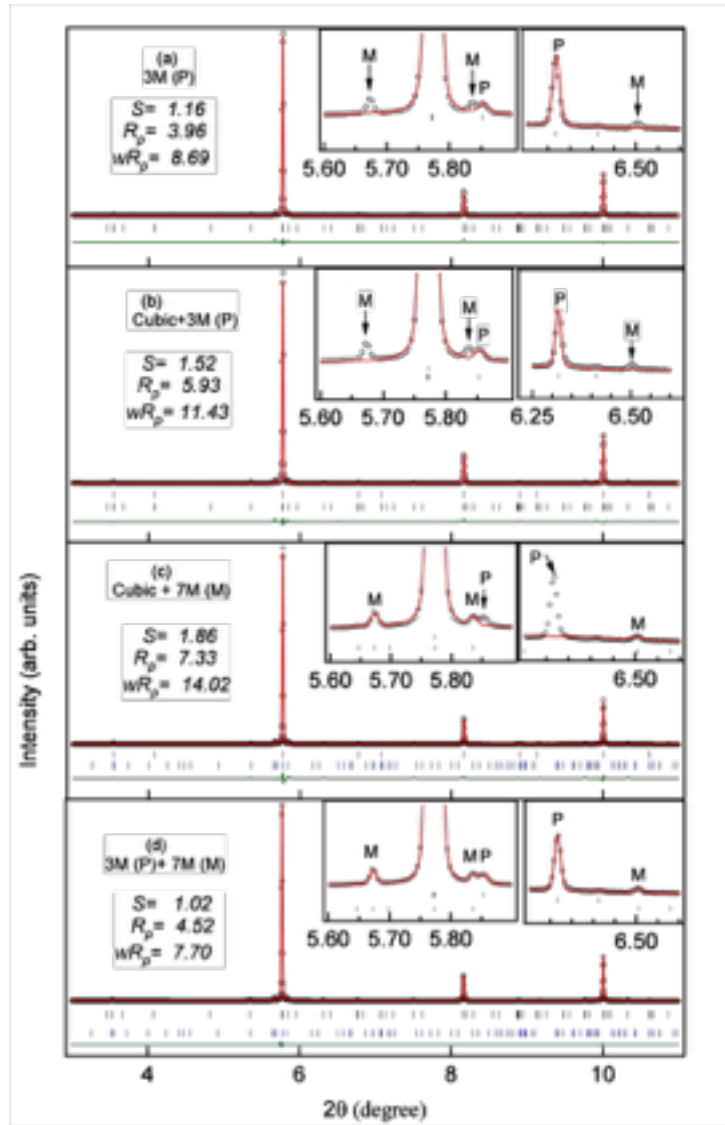 (a)
3M (P)
S= 1.16
Rp= 3.96
wRp= 8.69
M
M
P
5.60 5.70 5.80
P
M
6.50
(b)
Cubic+3M (P)
S= 1.52
Rp= 5.93
wRp= 11.43
M
M
P
5.60 5.70 5.80
P
M
6.25 6.50
(c)
Cubic + 7M (M)
S= 1.86
Rp= 7.33
wRp= 14.02
M
M
P
5.60 5.70 5.80
P
M
6.50
(d)
3M (P)+ 7M (M)
S= 1.02
Rp= 4.52
wRp= 7.70
M
M P
5.60 5.70 5.80
P
M
6.50
Intensity (arb. units)
4 6 8 10
2θ (degree)